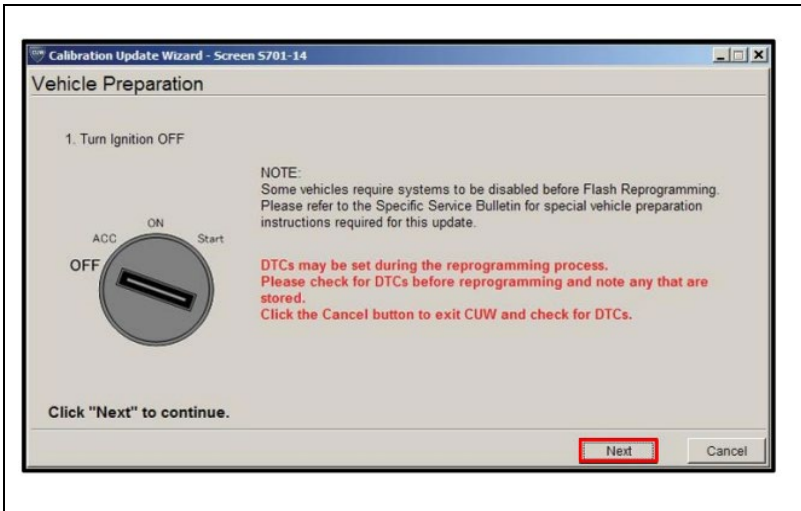 Calibration Update Wizard - Screen S701-14
Vehicle Preparation
1. Turn Ignition OFF
NOTE:
Some vehicles require systems to be disabled before Flash Reprogramming.
Please refer to the Specific Service Bulletin for special vehicle preparation
instructions required for this update.
ON
ACC
Start
OFF
DTCs may be set during the reprogramming process.
Please check for DTCs before reprogramming and note any that are
stored.
Click the Cancel button to exit CUW and check for DTCs.
Click "Next" to continue.
Next
Cancel